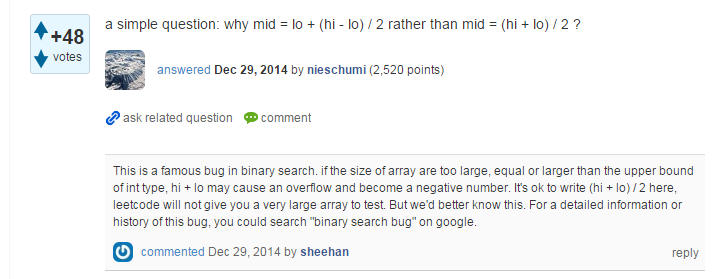 a simple question: why mid = lo + (hi - lo) / 2 rather than mid = (hi + lo) / 2 ?
+48
votes
answered Dec 29, 2014 by nieschumi (2,520 points)
ask related question comment
This is a famous bug in binary search. if the size of array are too large, equal or larger than the upper bound
of int type, hi + lo may cause an overflow and become a negative number. It's ok to write (hi + lo) / 2 here,
leetcode will not give you a very large array to test. But we'd better know this. For a detailed information or
history of this bug, you could search "binary search bug" on google.
commented Dec 29, 2014 by sheehan reply